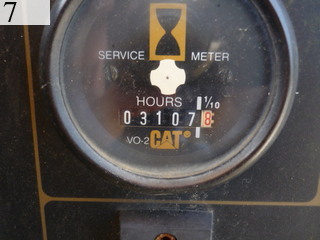 7
SERVICE METER
HOURS 1/10
031078
VO-2 CAT